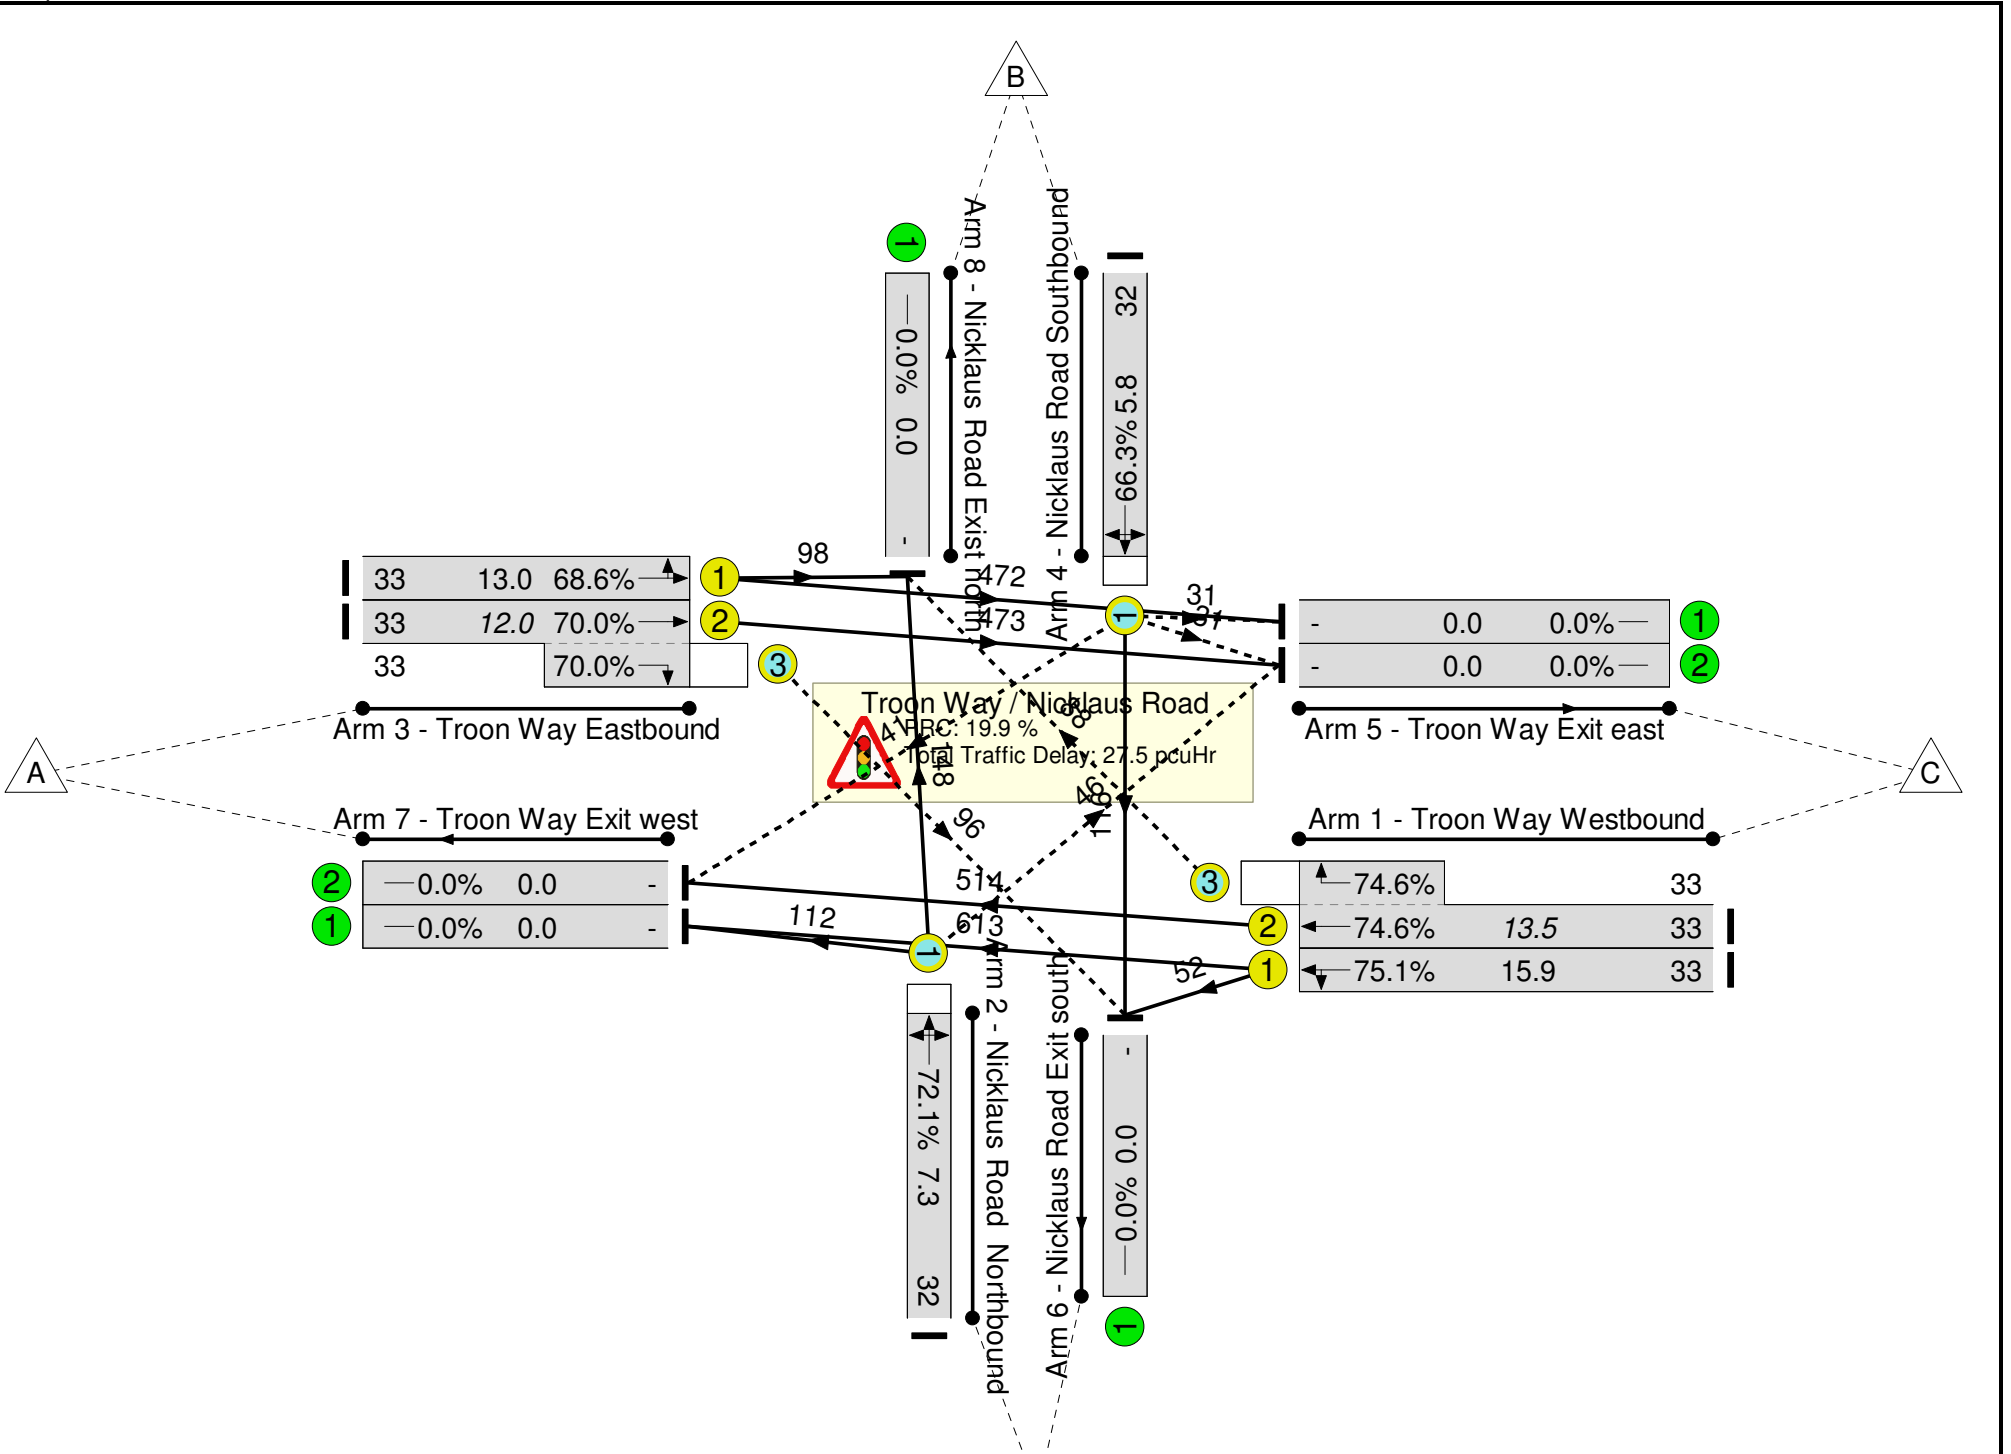 B
Arm 8 - Nicklaus Road Exist north
Arm 4 - Nicklaus Road Southbound
1
0.0% 0.0 -
32 5.8 66.3%
33 13.0 68.6% 1
33 12.0 70.0% 2
33 70.0% 3
98
472
473
31
31
1
- 0.0 0.0% 1
- 0.0 0.0% 2
Arm 3 - Troon Way Eastbound
Arm 5 - Troon Way Exit east
A
C
Troon Way / Nicklaus Road
PRC: 19.9 %
Total Traffic Delay: 27.5 pcuHr
41
148
46
96
Arm 7 - Troon Way Exit west
Arm 1 - Troon Way Westbound
2 0.0% 0.0 -
1 0.0% 0.0 -
112
514
613
52
1
3 74.6% 33
2 74.6% 13.5 33
1 75.1% 15.9 33
Arm 2 - Nicklaus Road Northbound
Arm 6 - Nicklaus Road Exit south
72.1% 7.3 32
0.0% 0.0 -
1